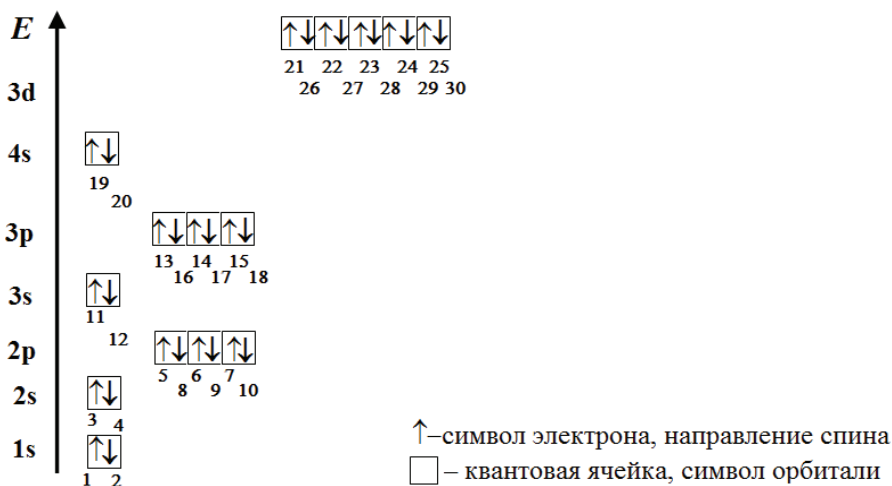 E
21 22 23 24 25
26 27 28 29 30
3d
4s
19
20
3p
13 14 15
16 17 18
3s
11
12
2p
5 6 7
8 9 10
2s
3 4
↑–символ электрона, направление спина
1s
– квантовая ячейка, символ орбитали
1 2